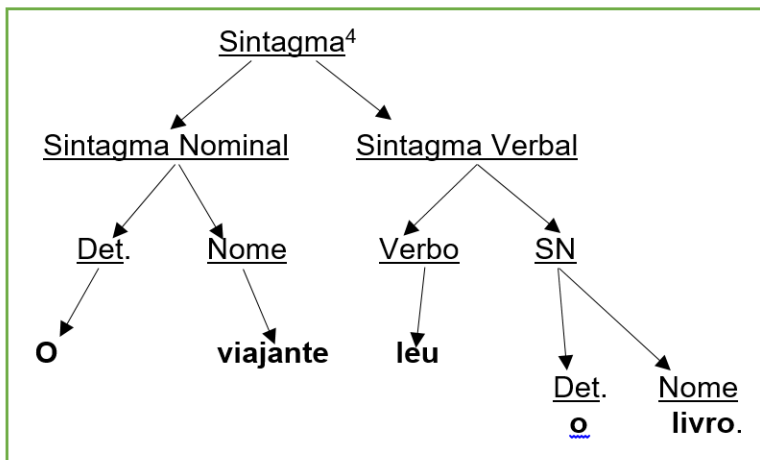 Sintagma⁴
Sintagma Nominal Sintagma Verbal
Det. Nome Verbo SN
O viajante leu
Det. Nome
o livro.